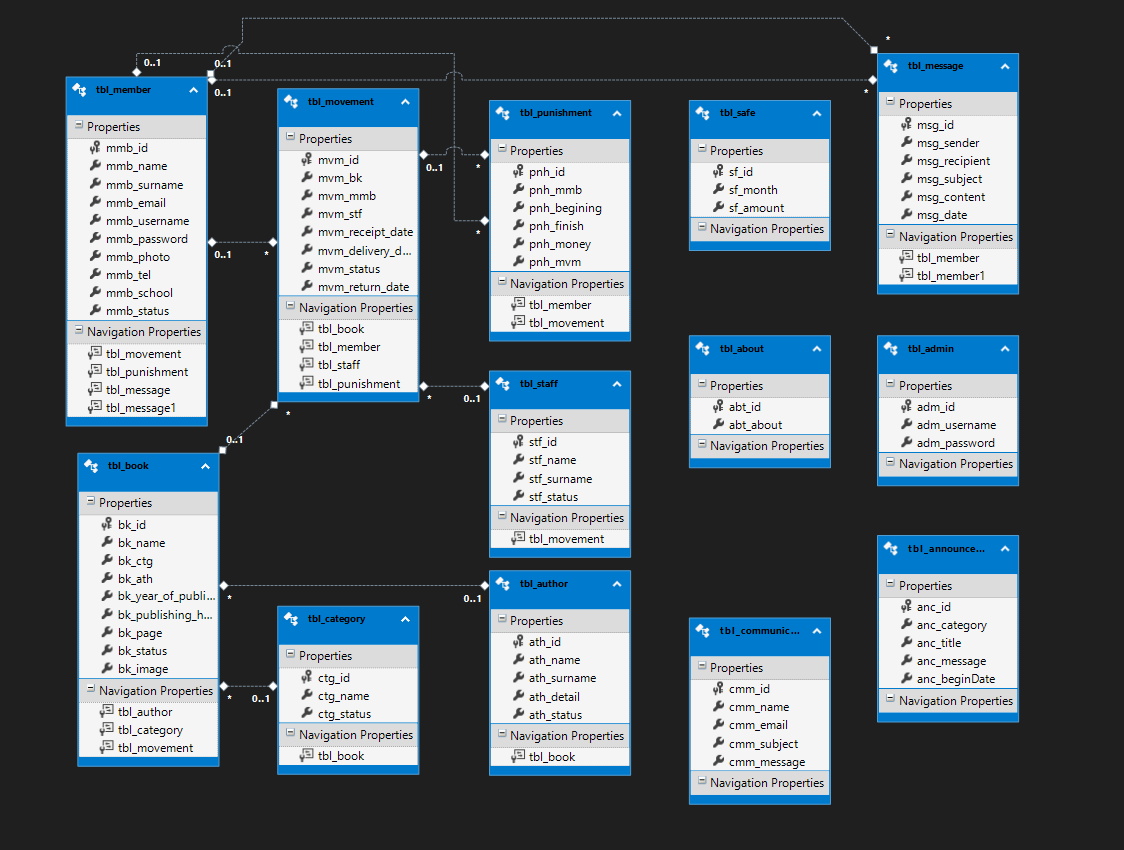 0..1
0..1
0..1
*
*
tbl_member
Properties
mmb_id
mmb_name
mmb_surname
mmb_email
mmb_username
mmb_password
mmb_photo
mmb_tel
mmb_school
mmb_status
Navigation Properties
tbl_movement
tbl_punishment
tbl_message
tbl_message1
0..1
*
tbl_movement
Properties
mvm_id
mvm_bk
mvm_mmb
mvm_stf
mvm_receipt_date
mvm_delivery_d...
mvm_status
mvm_return_date
Navigation Properties
tbl_book
tbl_member
tbl_staff
tbl_punishment
0..1
*
*
tbl_punishment
Properties
pnh_id
pnh_mmb
pnh_begining
pnh_finish
pnh_money
pnh_mvm
Navigation Properties
tbl_member
tbl_movement
tbl_safe
Properties
sf_id
sf_month
sf_amount
Navigation Properties
tbl_message
Properties
msg_id
msg_sender
msg_recipient
msg_subject
msg_content
msg_date
Navigation Properties
tbl_member
tbl_member1
*
0..1
*
0..1
tbl_staff
Properties
stf_id
stf_name
stf_surname
stf_status
Navigation Properties
tbl_movement
tbl_about
Properties
abt_id
abt_about
Navigation Properties
tbl_admin
Properties
adm_id
adm_username
adm_password
Navigation Properties
tbl_book
Properties
bk_id
bk_name
bk_ctg
bk_ath
bk_year_of_publi...
bk_publishing_h...
bk_page
bk_status
bk_image
Navigation Properties
tbl_author
tbl_category
tbl_movement
*
0..1
*
0..1
tbl_category
Properties
ctg_id
ctg_name
ctg_status
Navigation Properties
tbl_book
tbl_author
Properties
ath_id
ath_name
ath_surname
ath_detail
ath_status
Navigation Properties
tbl_book
tbl_communic...
Properties
cmm_id
cmm_name
cmm_email
cmm_subject
cmm_message
Navigation Properties
tbl_announce...
Properties
anc_id
anc_category
anc_title
anc_message
anc_beginDate
Navigation Properties